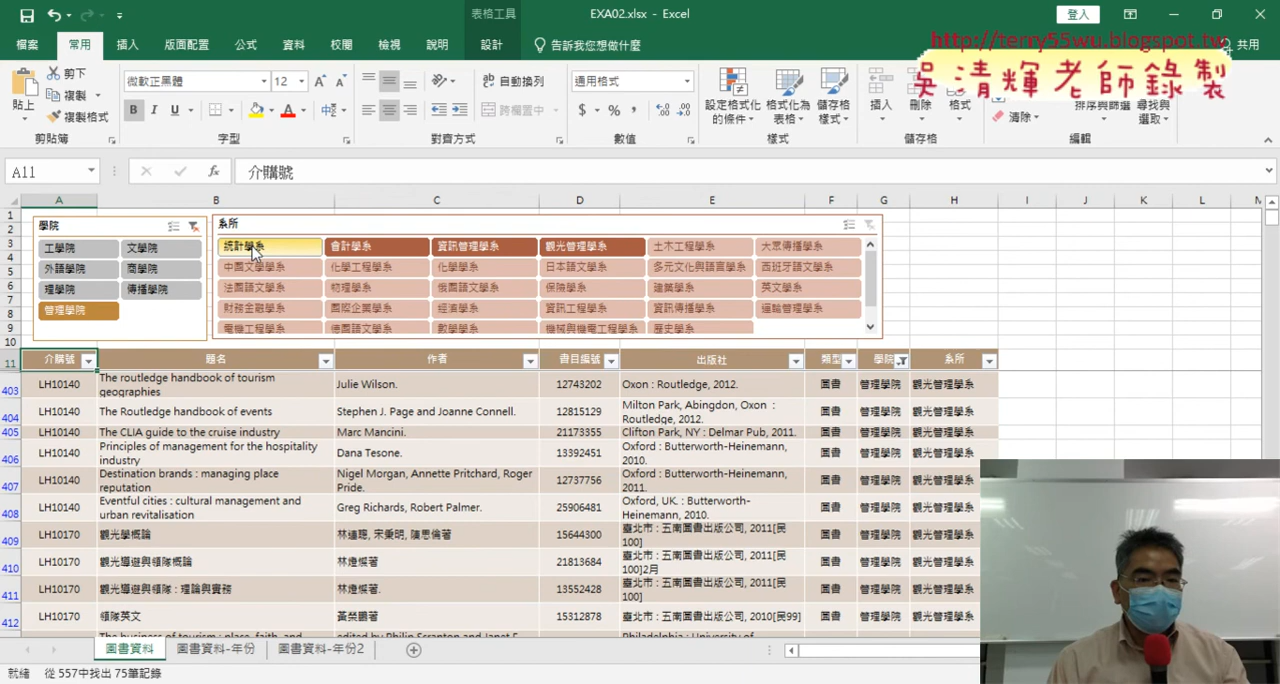 表格工具
EXA02.xlsx - Excel
登入
檔案
常用
插入
版面配置
公式
資料
校閱
檢視
說明
設計
告訴我您想做什麼
共用
http://terry55wu.blogspot.tw
吳清輝老師錄製
貼上
剪下
複製
複製格式
剪貼簿
微軟正黑體
12
B I U
字型
自動換列
跨欄置中
對齊方式
通用格式
$ % ,
數值
設定格式化的條件
格式化為表格
儲存格樣式
樣式
插入
刪除
格式
儲存格
清除
排序與篩選
尋找與選取
編輯
A11
fx
介購號
A B C D E F G H I J K L M
1
2
3
4
5
6
7
8
9
10
學院
工學院 文學院
外語學院 商學院
理學院 傳播學院
管理學院
系所
統計學系 會計學系 資訊管理學系 觀光管理學系 土木工程學系 大眾傳播學系
中國文學學系 化學工程學系 化學學系 日本語文學系 多元文化與語言學系 西班牙語文學系
法國語文學系 物理學系 俄國語文學系 保險學系 建築學系 英文學系
財務金融學系 國際企業學系 經濟學系 資訊工程學系 資訊傳播學系 運輸管理學系
電機工程學系 德國語文學系 數學學系 機械與機電工程學系 歷史學系
11 介購號 題名 作者 書目編號 出版社 類型 學院 系所
403 LH10140 The routledge handbook of tourism geographies Julie Wilson. 12743202 Oxon : Routledge, 2012. 圖書 管理學院 觀光管理學系
404 LH10140 The Routledge handbook of events Stephen J. Page and Joanne Connell. 12815129 Milton Park, Abingdon, Oxon : Routledge, 2012. 圖書 管理學院 觀光管理學系
405 LH10140 The CLIA guide to the cruise industry Marc Mancini. 21173355 Clifton Park, NY : Delmar Pub, 2011. 圖書 管理學院 觀光管理學系
406 LH10140 Principles of management for the hospitality industry Dana Tesone. 13392451 Oxford : Butterworth-Heinemann, 2010. 圖書 管理學院 觀光管理學系
407 LH10140 Destination brands : managing place reputation Nigel Morgan, Annette Pritchard, Roger Pride. 12737756 Oxford : Butterworth-Heinemann, 2011. 圖書 管理學院 觀光管理學系
408 LH10140 Eventful cities : cultural management and urban revitalisation Greg Richards, Robert Palmer. 25906481 Oxford, UK. : Butterworth-Heinemann, 2010. 圖書 管理學院 觀光管理學系
409 LH10170 觀光學概論 林連聰, 宋秉明, 陳思倫著 15644300 臺北市 : 五南圖書出版公司, 2011[民100] 圖書 管理學院 觀光管理學系
410 LH10170 觀光導遊與領隊概論 林燈燦著 21813684 臺北市 : 五南圖書出版公司, 2011[民100]2月 圖書 管理學院 觀光管理學系
411 LH10170 觀光導遊與領隊 : 理論與實務 林燈燦著. 13552428 臺北市 : 五南圖書出版公司, 2011[民100] 圖書 管理學院 觀光管理學系
412 LH10170 領隊英文 黃榮鵬著 15312878 臺北市 : 五南圖書出版公司, 2010[民99] 圖書 管理學院 觀光管理學系
圖書資料
圖書資料-年份
圖書資料-年份2
就緒
從 557中找出 75筆記錄